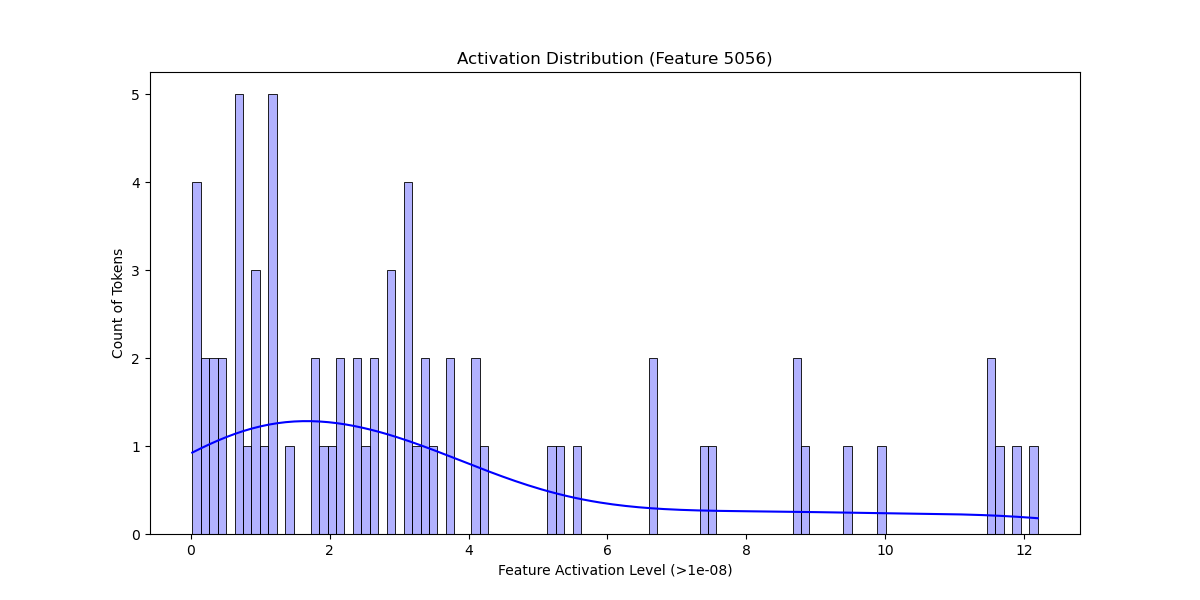 Activation Distribution (Feature 5056)
Count of Tokens
5
4
3
2
1
0
0 2 4 6 8 10 12
Feature Activation Level (>1e-08)